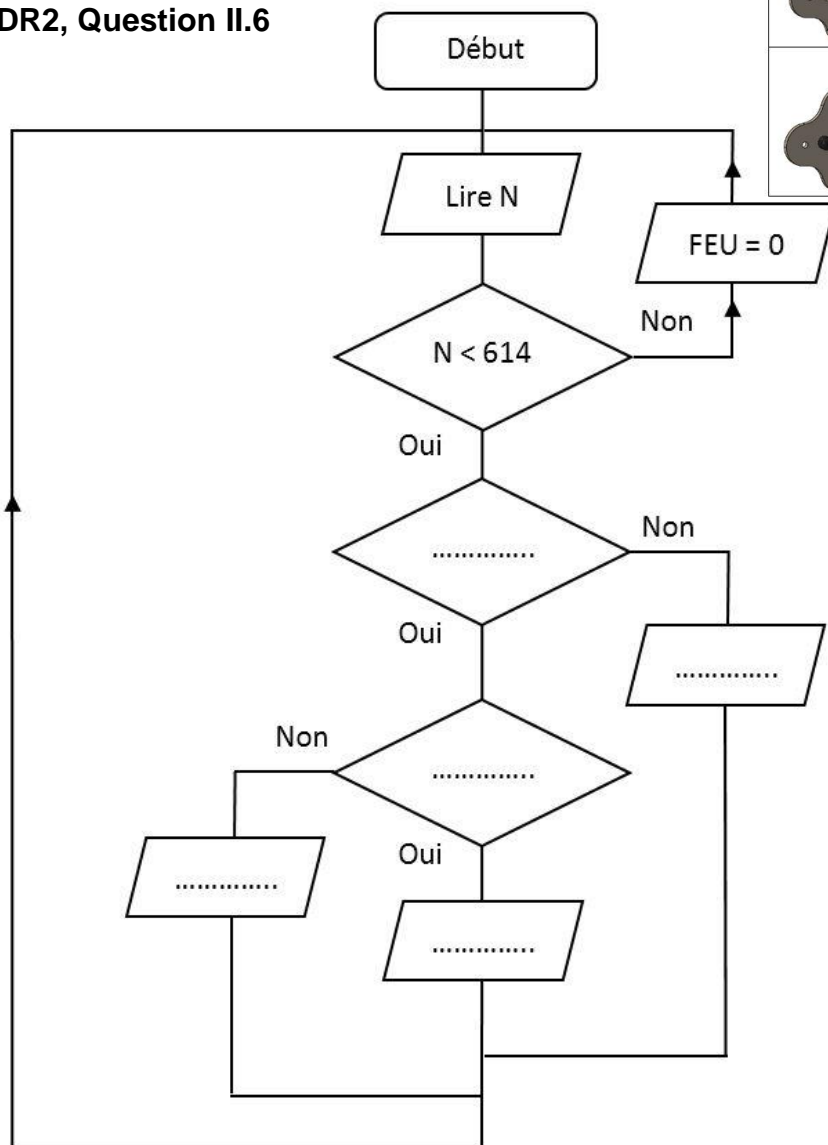 DR2, Question II.6
Début
Lire N
FEU = 0
N < 614
Non
Oui
…………..
Non
Oui
…………..
…………..
Non
…………..
Oui
…………..